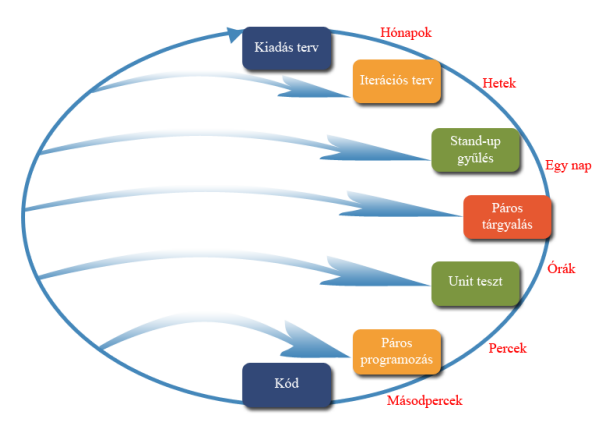 Hónapok
Kiadás terv
Iterációs terv
Hetek
Stand-up
gyűlés
Egy nap
Páros
tárgyalás
Órák
Unit teszt
Percek
Páros
programozás
Kód
Másodpercek